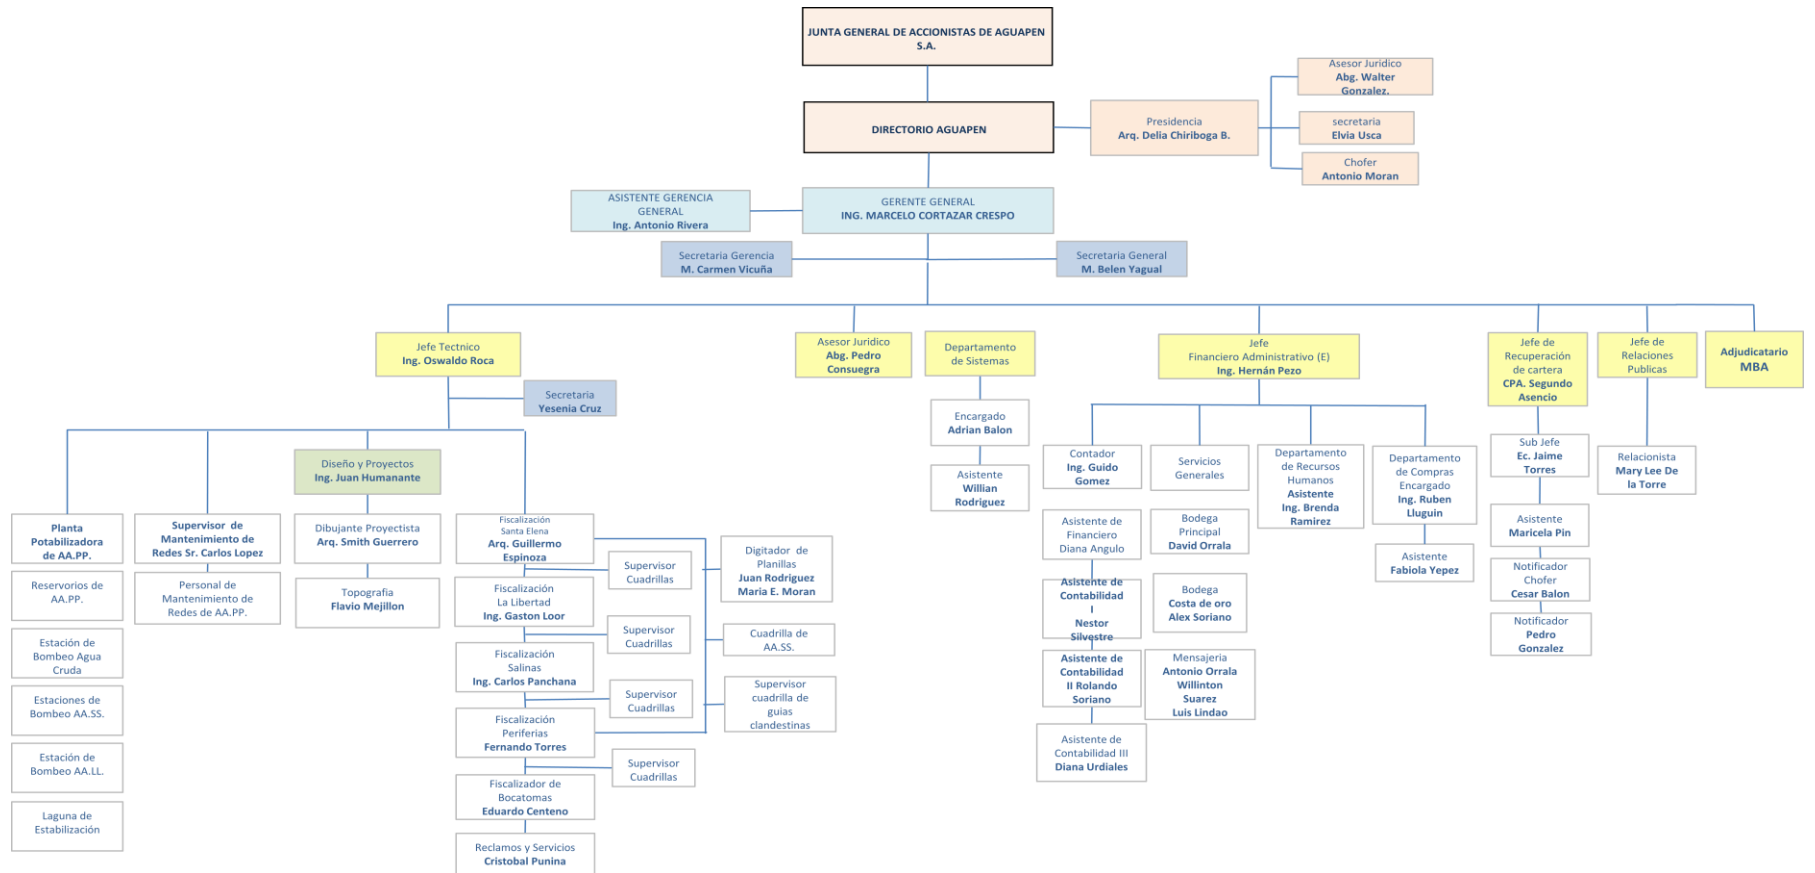 JUNTA GENERAL DE ACCIONISTAS DE AGUAPEN
S.A.
Asesor Juridico
Abg. Walter
Gonzalez.
DIRECTORIO AGUAPEN
Presidencia
Arq. Delia Chiriboga B.
secretaria
Elvia Usca
Chofer
Antonio Moran
ASISTENTE GERENCIA
GENERAL
Ing. Antonio Rivera
GERENTE GENERAL
ING. MARCELO CORTAZAR CRESPO
Secretaria Gerencia
M. Carmen Vicuña
Secretaria General
M. Belen Yagual
Jefe Tectnico
Ing. Oswaldo Roca
Asesor Juridico
Abg. Pedro
Consuegra
Departamento
de Sistemas
Jefe
Financiero Administrativo (E)
Ing. Hernán Pezo
Jefe de
Recuperación
de cartera
CPA. Segundo
Asencio
Jefe de
Relaciones
Publicas
Adjudicatario
MBA
Secretaria
Yesenia Cruz
Diseño y Proyectos
Ing. Juan Humanante
Encargado
Adrian Balon
Asistente
Willian
Rodriguez
Contador
Ing. Guido
Gomez
Servicios
Generales
Departamento
de Recursos
Humanos
Asistente
Ing. Brenda
Ramirez
Departamento
de Compras
Encargado
Ing. Ruben
Lluguin
Sub Jefe
Ec. Jaime
Torres
Relacionista
Mary Lee De
la Torre
Planta
Potabilizadora
de AA.PP.
Supervisor de
Mantenimiento de
Redes Sr. Carlos Lopez
Dibujante Proyectista
Arq. Smith Guerrero
Fiscalización
Santa Elena
Arq. Guillermo
Espinoza
Supervisor
Cuadrillas
Digitador de
Planillas
Juan Rodriguez
Maria E. Moran
Asistente de
Financiero
Diana Angulo
Bodega
Principal
David Orrala
Asistente
Fabiola Yepez
Asistente
Maricela Pin
Reservorios de
AA.PP.
Personal de
Mantenimiento de
Redes de AA.PP.
Topografia
Flavio Mejillon
Fiscalización
La Libertad
Ing. Gaston Loor
Supervisor
Cuadrillas
Cuadrilla de
AA.SS.
Asistente de
Contabilidad
I
Nestor
Silvestre
Bodega
Costa de oro
Alex Soriano
Notificador
Chofer
Cesar Balon
Notificador
Pedro
Gonzalez
Estación de
Bombeo Agua
Cruda
Fiscalización
Salinas
Ing. Carlos Panchana
Supervisor
Cuadrillas
Supervisor
cuadrilla de
guias
clandestinas
Asistente de
Contabilidad
II Rolando
Soriano
Mensajeria
Antonio Orrala
Willinton
Suarez
Luis Lindao
Estaciones de
Bombeo AA.SS.
Fiscalización
Periferias
Fernando Torres
Supervisor
Cuadrillas
Asistente de
Contabilidad III
Diana Urdiales
Estación de
Bombeo AA.LL.
Fiscalizador de
Bocatomas
Eduardo Centeno
Laguna de
Estabilización
Reclamos y Servicios
Cristobal Punina